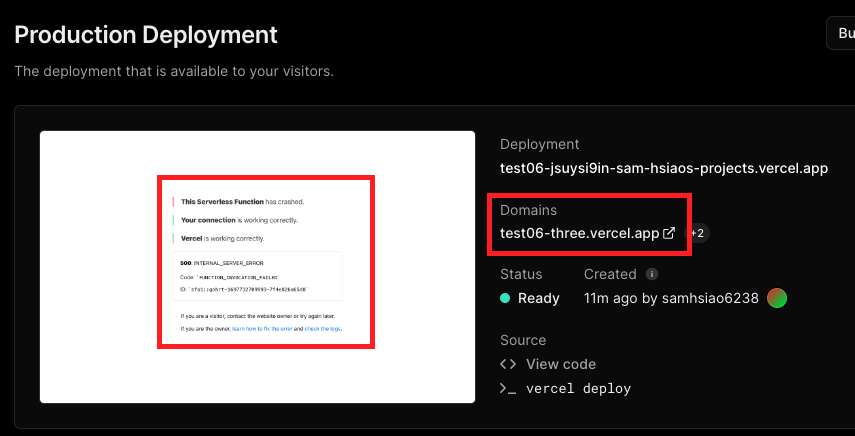 Production Deployment
Bu
The deployment that is available to your visitors.
This Serverless Function has crashed.
Your connection is working correctly.
Vercel is working correctly.
500: INTERNAL_SERVER_ERROR
Code: `FUNCTION_INVOCATION_FAILED`
ID: `sfo1::gnhrt-1697732709993-7f4e826a65d8`
If you are a visitor, contact the website owner or try again later.
If you are the owner, learn how to fix the error and check the logs.
Deployment
test06-jsuysi9in-sam-hsiaos-projects.vercel.app
Domains
test06-three.vercel.app +2
Status Created
Ready 11m ago by samhsiao6238
Source
View code
vercel deploy